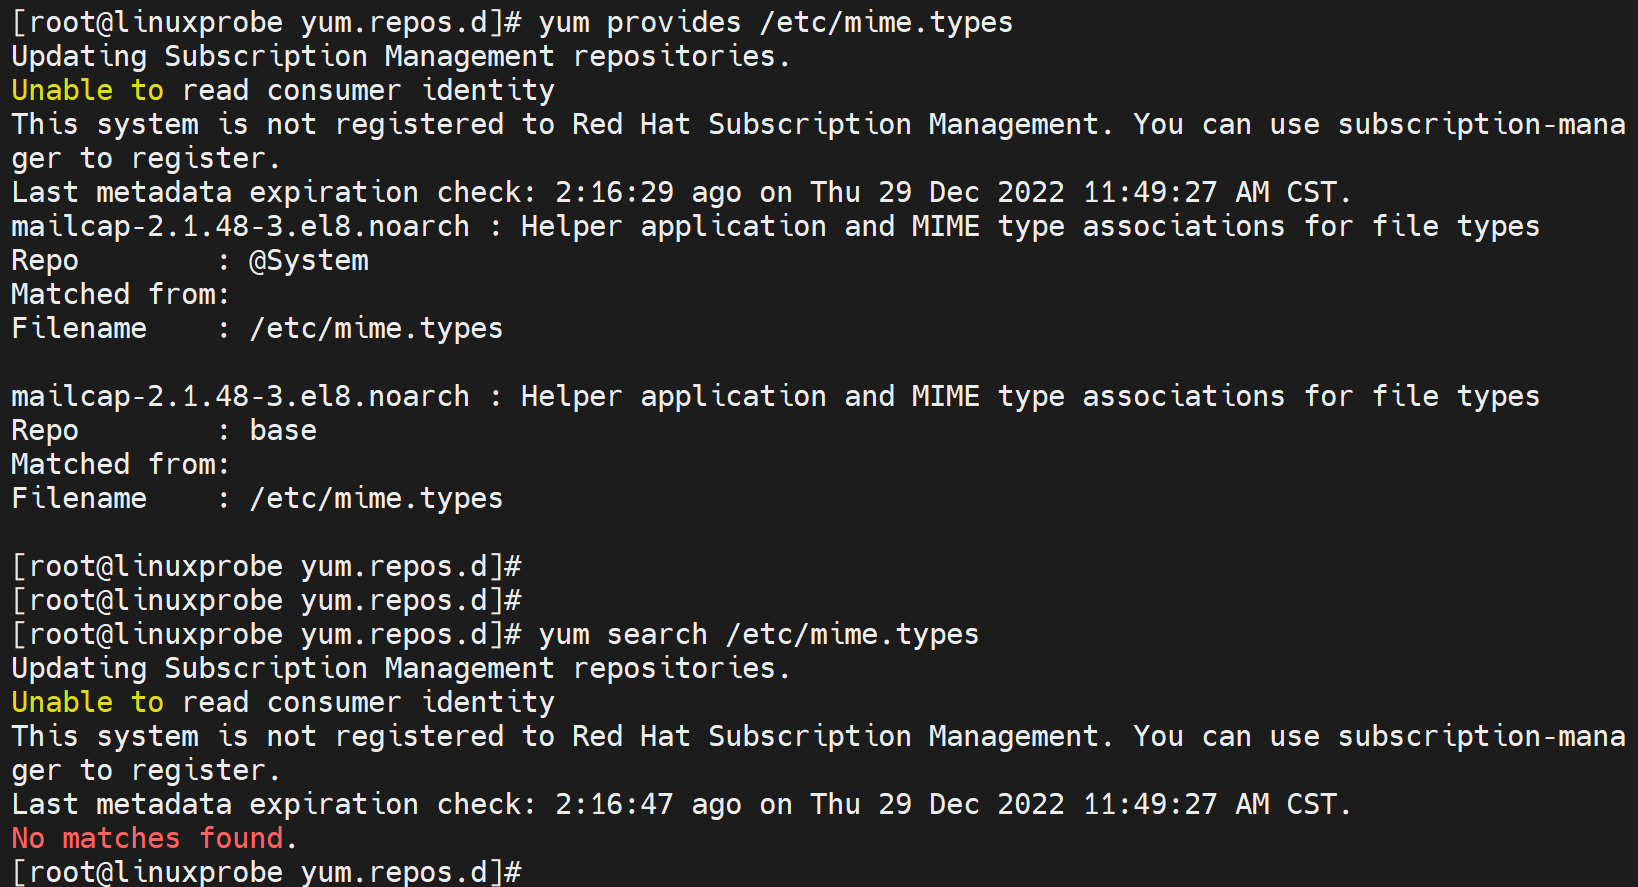 [root@linuxprobe yum.repos.d]# yum provides /etc/mime.types
Updating Subscription Management repositories.
Unable to read consumer identity
This system is not registered to Red Hat Subscription Management. You can use subscription-mana
ger to register.
Last metadata expiration check: 2:16:29 ago on Thu 29 Dec 2022 11:49:27 AM CST.
mailcap-2.1.48-3.el8.noarch : Helper application and MIME type associations for file types
Repo        : @System
Matched from:
Filename    : /etc/mime.types

mailcap-2.1.48-3.el8.noarch : Helper application and MIME type associations for file types
Repo        : base
Matched from:
Filename    : /etc/mime.types

[root@linuxprobe yum.repos.d]#
[root@linuxprobe yum.repos.d]#
[root@linuxprobe yum.repos.d]# yum search /etc/mime.types
Updating Subscription Management repositories.
Unable to read consumer identity
This system is not registered to Red Hat Subscription Management. You can use subscription-mana
ger to register.
Last metadata expiration check: 2:16:47 ago on Thu 29 Dec 2022 11:49:27 AM CST.
No matches found.
[root@linuxprobe yum.repos.d]#